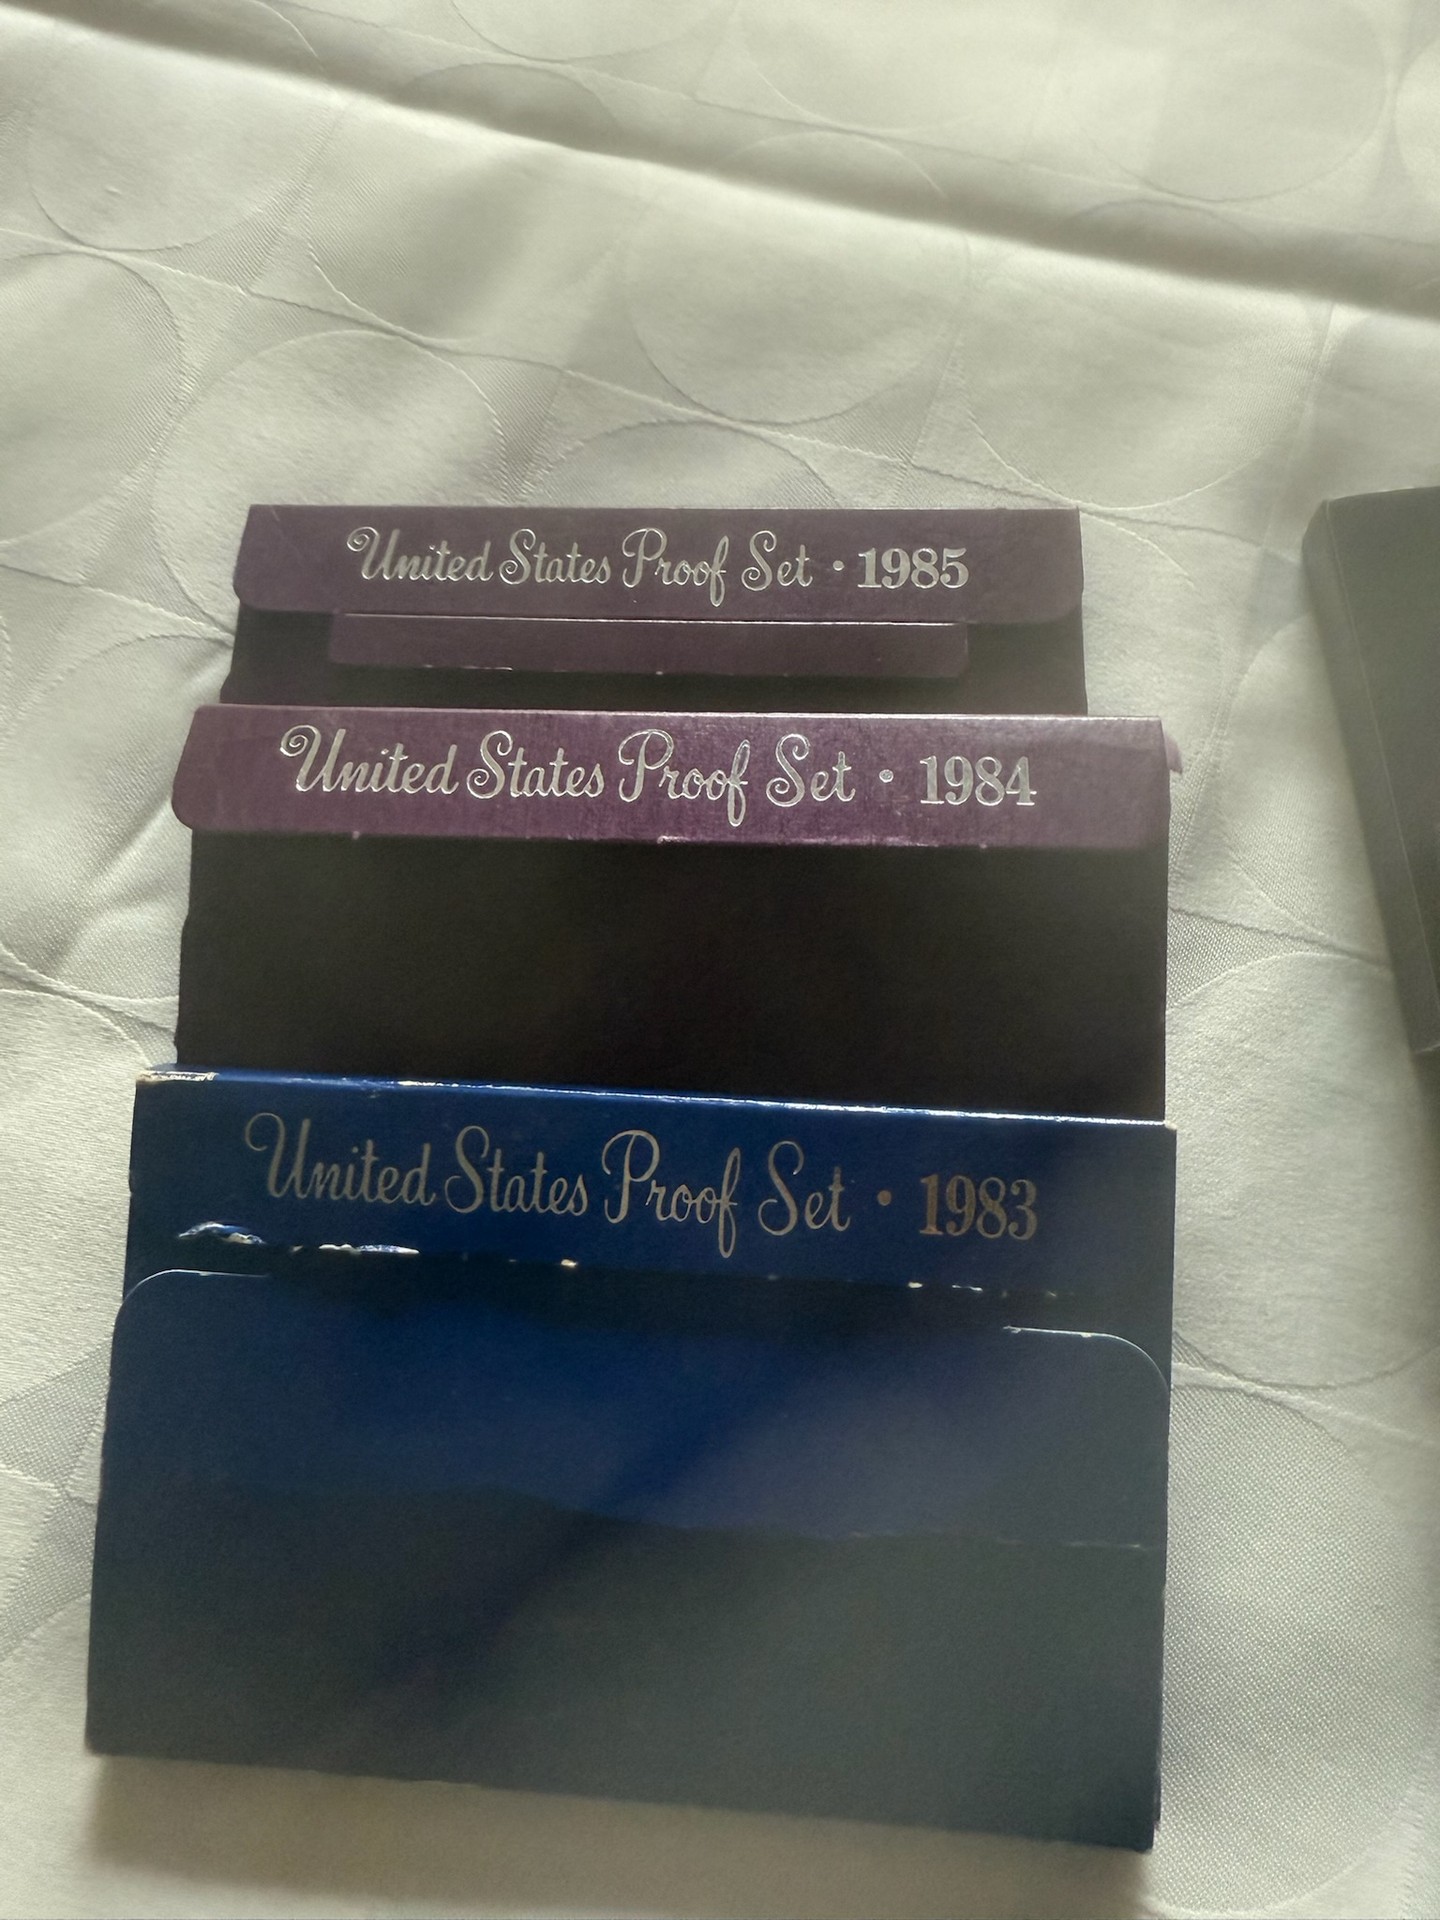 United States Proof Set · 1985
United States Proof Set · 1984
United States Proof Set · 1983